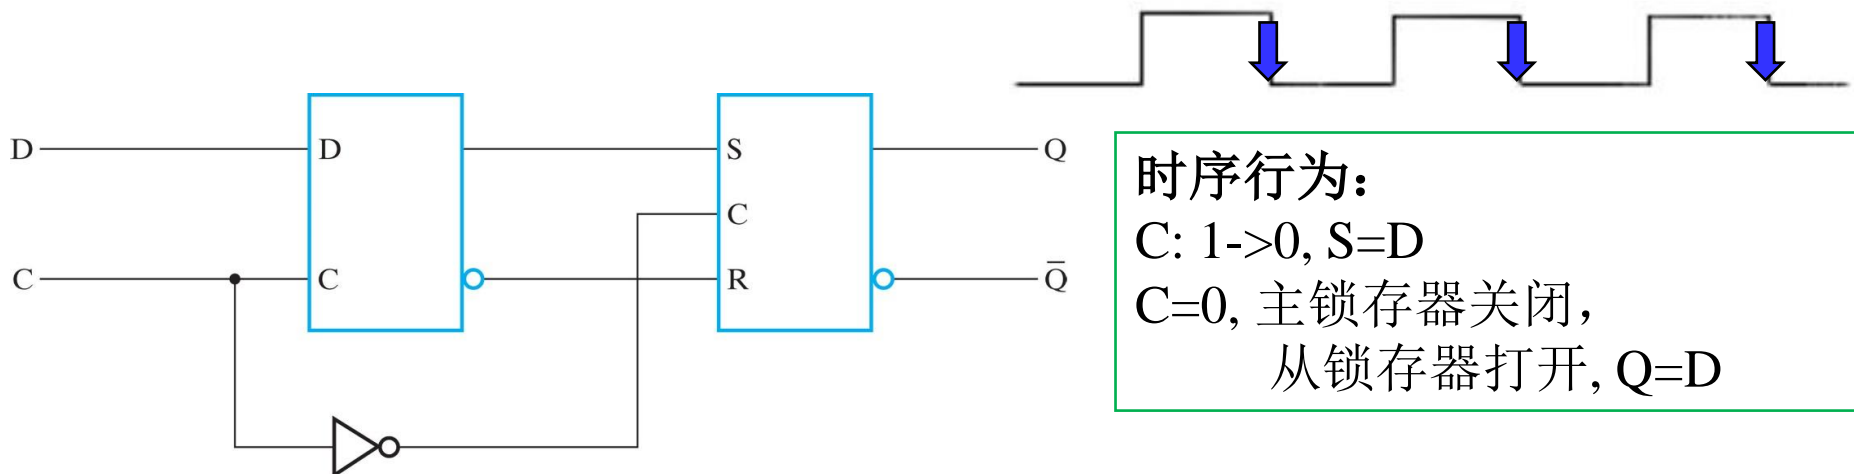 D
D
S
Q
C
C
C
R
Q̅
时序行为：
C: 1->0, S=D
C=0, 主锁存器关闭，
从锁存器打开, Q=D